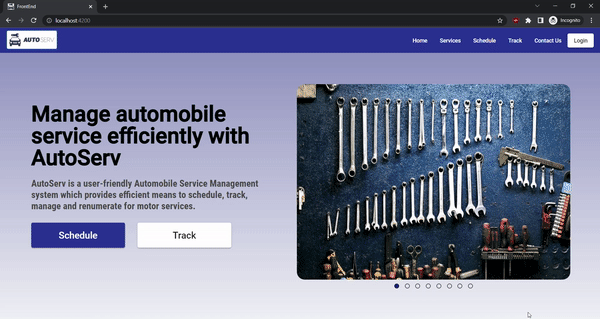 FrontEnd
localhost:4200
Incognito
AUTOSERV
Home Services Schedule Track Contact Us Login
Manage automobile
service efficiently with
AutoServ
AutoServ is a user-friendly Automobile Service Management
system which provides efficient means to schedule, track,
manage and renumerate for motor services.
Schedule Track